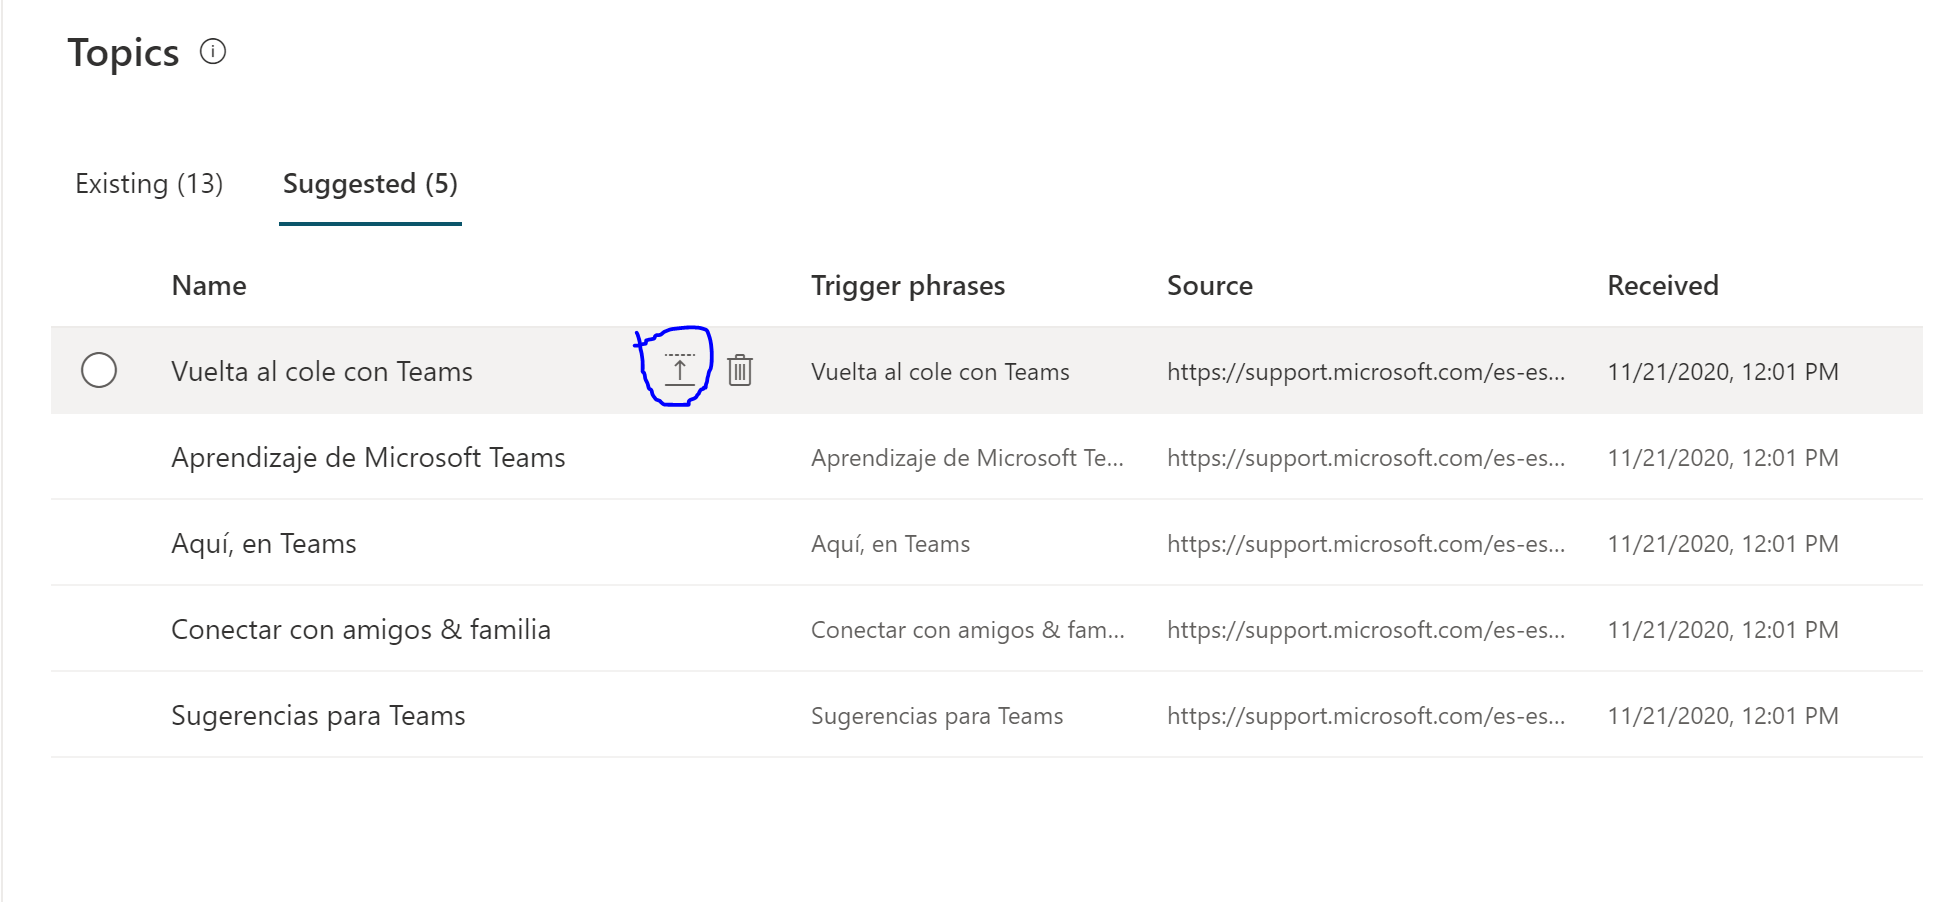 Topics
Existing (13) Suggested (5)
Name Trigger phrases Source Received
Vuelta al cole con Teams Vuelta al cole con Teams https://support.microsoft.com/es-es... 11/21/2020, 12:01 PM
Aprendizaje de Microsoft Teams Aprendizaje de Microsoft Te... https://support.microsoft.com/es-es... 11/21/2020, 12:01 PM
Aquí, en Teams Aquí, en Teams https://support.microsoft.com/es-es... 11/21/2020, 12:01 PM
Conectar con amigos & familia Conectar con amigos & fam... https://support.microsoft.com/es-es... 11/21/2020, 12:01 PM
Sugerencias para Teams Sugerencias para Teams https://support.microsoft.com/es-es... 11/21/2020, 12:01 PM